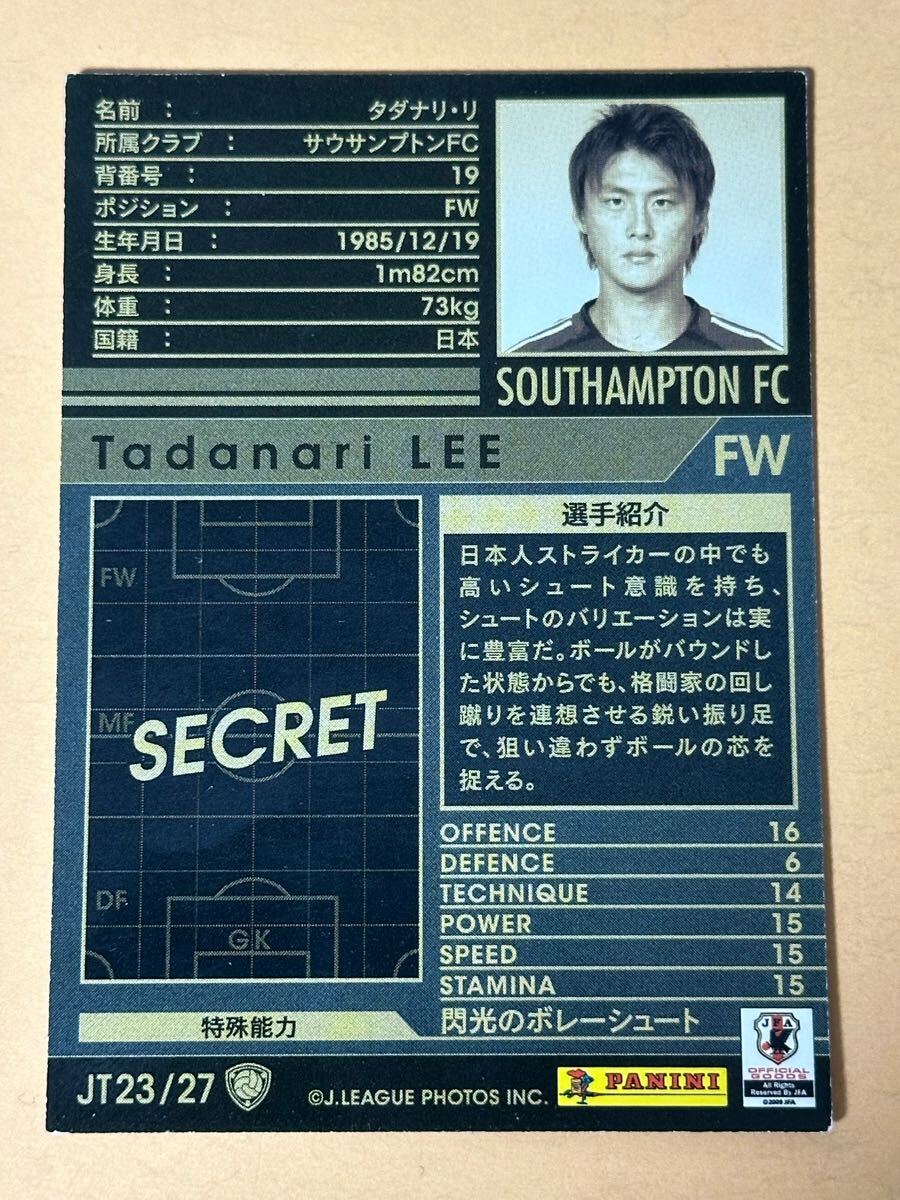 名前 : タダナリ・リ
所属クラブ : サウサンプトンFC
背番号 : 19
ポジション : FW
生年月日 : 1985/12/19
身長 : 1m82cm
体重 : 73kg
国籍 : 日本
SOUTHAMPTON FC
Tadanari LEE FW
FW
MF
SECRET
DF
GK
選手紹介
日本人ストライカーの中でも
高いシュート意識を持ち、
シュートのバリエーションは実
に豊富だ。ボールがバウンドし
た状態からでも、格闘家の回し
蹴りを連想させる鋭い振り足
で、狙い違わずボールの芯を
捉える。
OFFENCE 16
DEFENCE 6
TECHNIQUE 14
POWER 15
SPEED 15
STAMINA 15
特殊能力 閃光のボレーシュート
JT23/27
©J.LEAGUE PHOTOS INC.
PANINI
JFA
OFFICIAL
GOODS
All Rights
Reserved By JFA
©2009 JFA